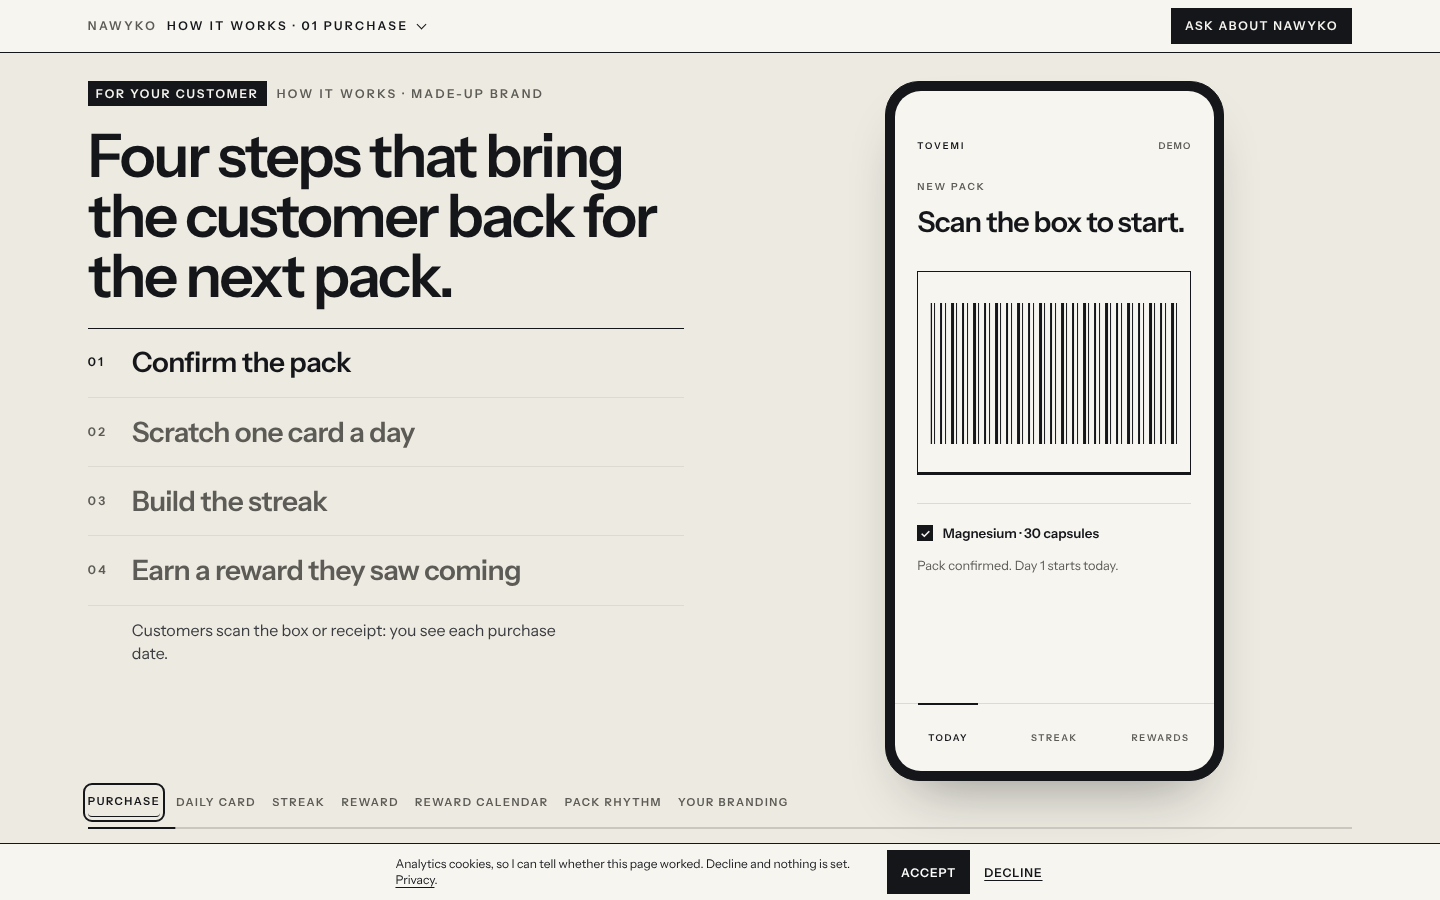 NAWYKO HOW IT WORKS · 01 PURCHASE
ASK ABOUT NAWYKO
FOR YOUR CUSTOMER HOW IT WORKS · MADE-UP BRAND
Four steps that bring
the customer back for
the next pack.
01 Confirm the pack
02 Scratch one card a day
03 Build the streak
04 Earn a reward they saw coming
Customers scan the box or receipt: you see each purchase
date.
TOVEMI DEMO
NEW PACK
Scan the box to start.
Magnesium · 30 capsules
Pack confirmed. Day 1 starts today.
TODAY STREAK REWARDS
PURCHASE DAILY CARD STREAK REWARD REWARD CALENDAR PACK RHYTHM YOUR BRANDING
Analytics cookies, so I can tell whether this page worked. Decline and nothing is set.
Privacy.
ACCEPT DECLINE